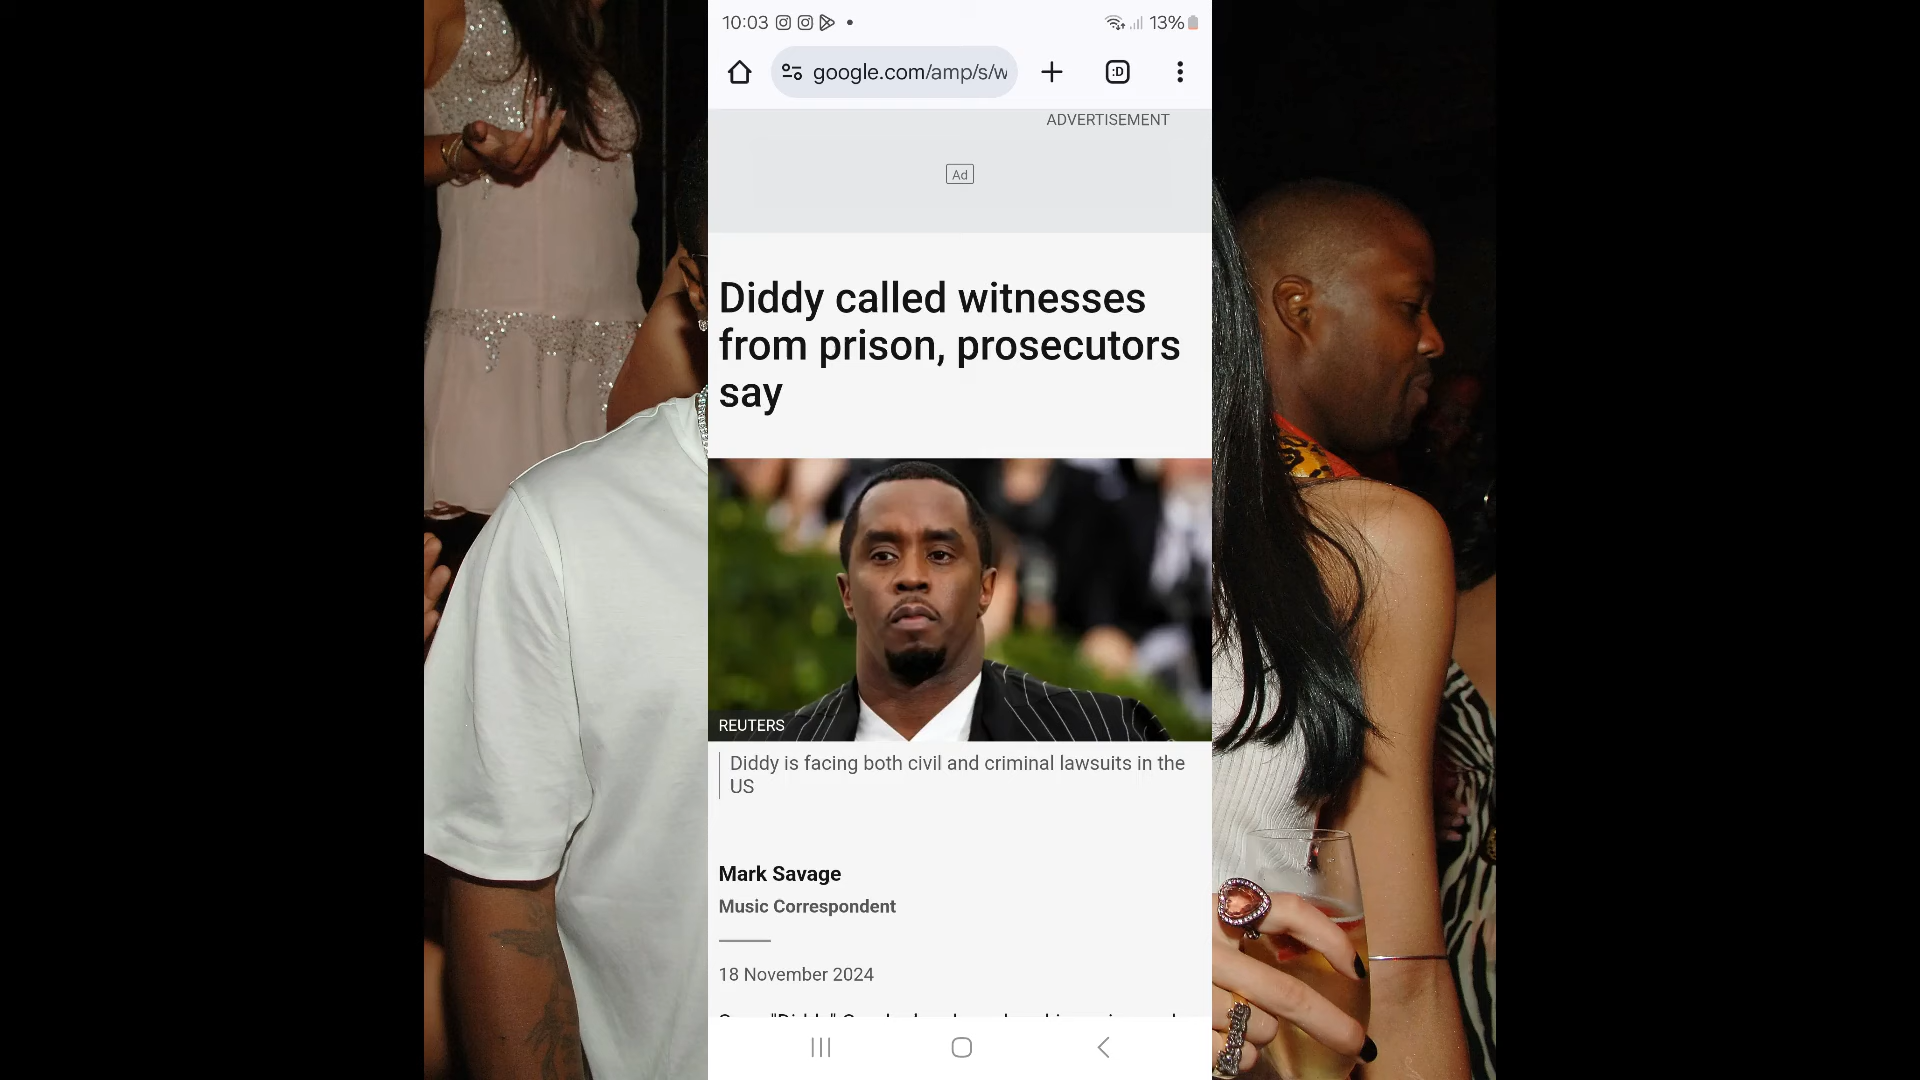 10:03
13%
google.com/amp/s/w
:D
ADVERTISEMENT
Ad
Diddy called witnesses
from prison, prosecutors
say
REUTERS
Diddy is facing both civil and criminal lawsuits in the
US
Mark Savage
Music Correspondent
18 November 2024